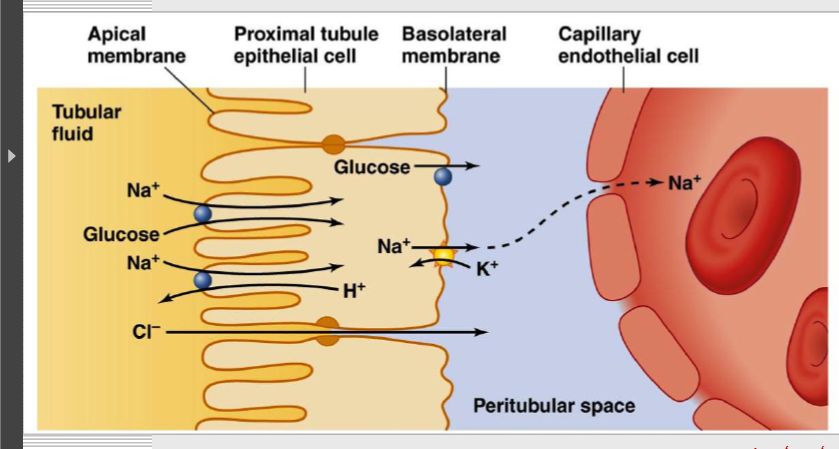 Apical
membrane
Proximal tubule
epithelial cell
Basolateral
membrane
Capillary
endothelial cell
Tubular
fluid
Glucose
Na⁺
Na⁺
Glucose
Na⁺
Na⁺
K⁺
H⁺
Cl⁻
Peritubular space